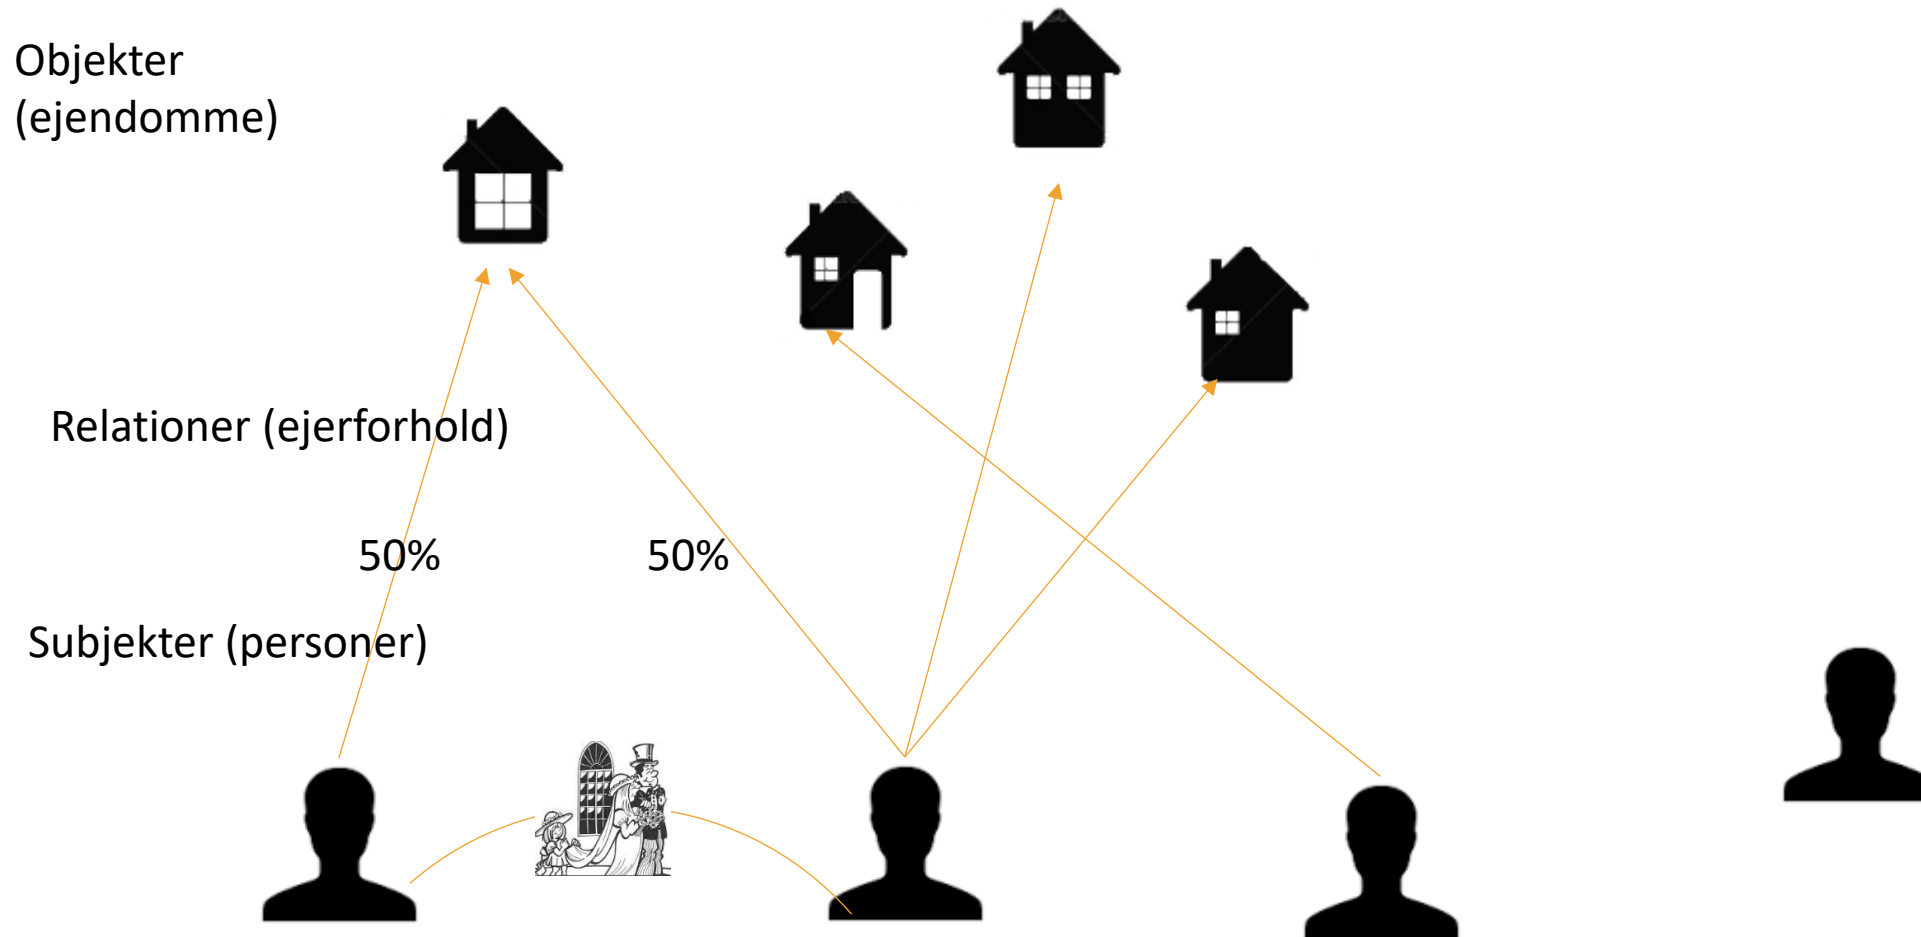 Objekter
(ejendomme)
Relationer (ejerforhold)
50%
50%
Subjekter (personer)